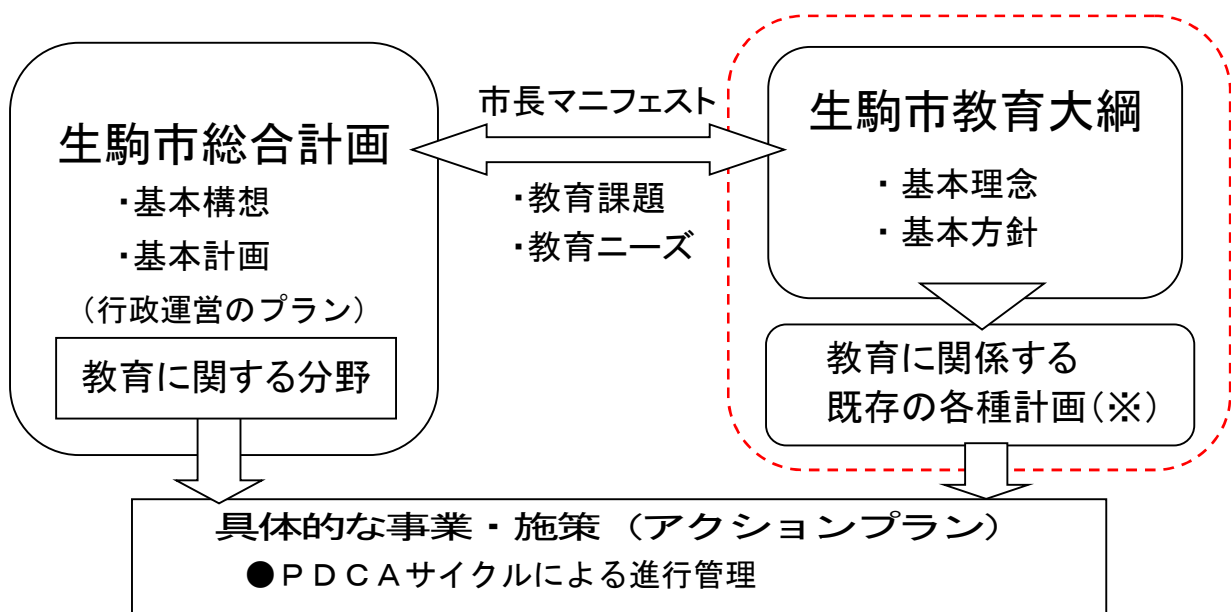 生駒市総合計画
・基本構想
・基本計画
（行政運営のプラン）
教育に関する分野
市長マニフェスト
・教育課題
・教育ニーズ
生駒市教育大綱
・基本理念
・基本方針
教育に関係する
既存の各種計画（※）
具体的な事業・施策（アクションプラン）
●ＰＤＣＡサイクルによる進行管理